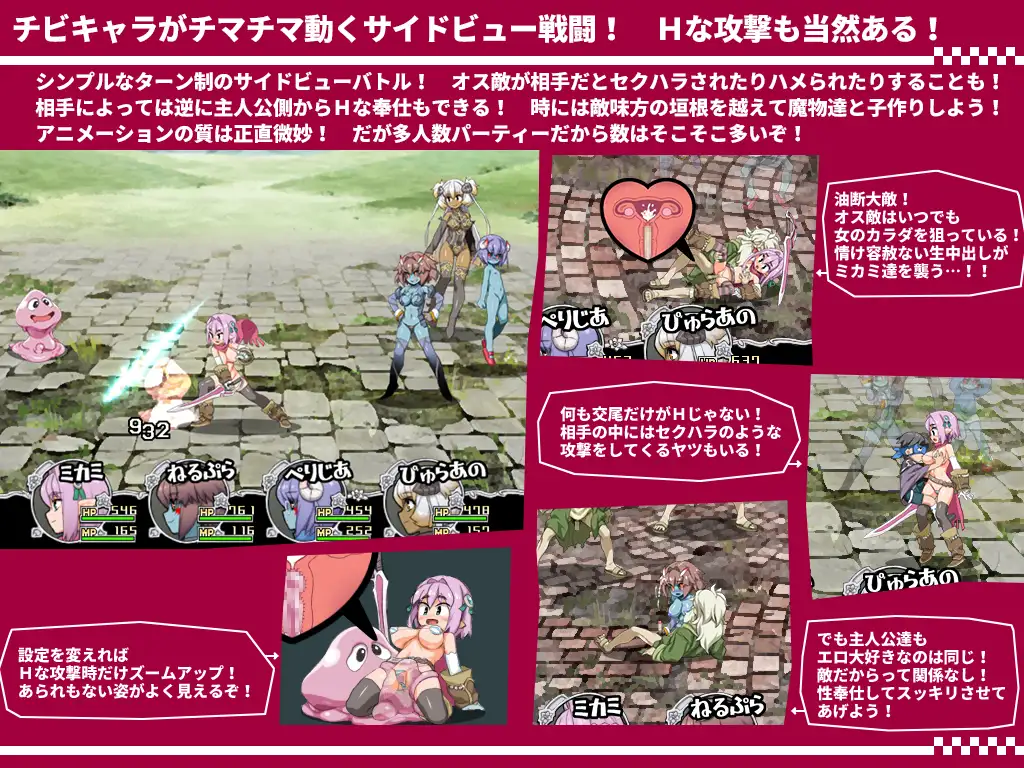 チビキャラがチマチマ動くサイドビュー戦闘！　Ｈな攻撃も当然ある！
シンプルなターン制のサイドビューバトル！　オス敵が相手だとセクハラされたりハメられたりすることも！
相手によっては逆に主人公側からＨな奉仕もできる！　時には敵味方の垣根を越えて魔物達と子作りしよう！
アニメーションの質は正直微妙！　だが多人数パーティーだから数はそこそこ多いぞ！
油断大敵！
オス敵はいつでも
女のカラダを狙っている！
情け容赦ない生中出しが
ミカミ達を襲う…！！
ぺりじあ
ぴゅらあの
932
ミカミ
HP 546
MP 165
ねるぷら
HP 761
MP 116
ぺりじあ
HP 454
MP 252
ぴゅらあの
HP 478
MP 157
何も交尾だけがＨじゃない！
相手の中にはセクハラのような
攻撃をしてくるヤツもいる！
ぴゅらあの
設定を変えれば
Ｈな攻撃時だけズームアップ！
あられもない姿がよく見えるぞ！
ミカミ
ねるぷら
でも主人公達も
エロ大好きなのは同じ！
敵だからって関係なし！
性奉仕してスッキリさせて
あげよう！